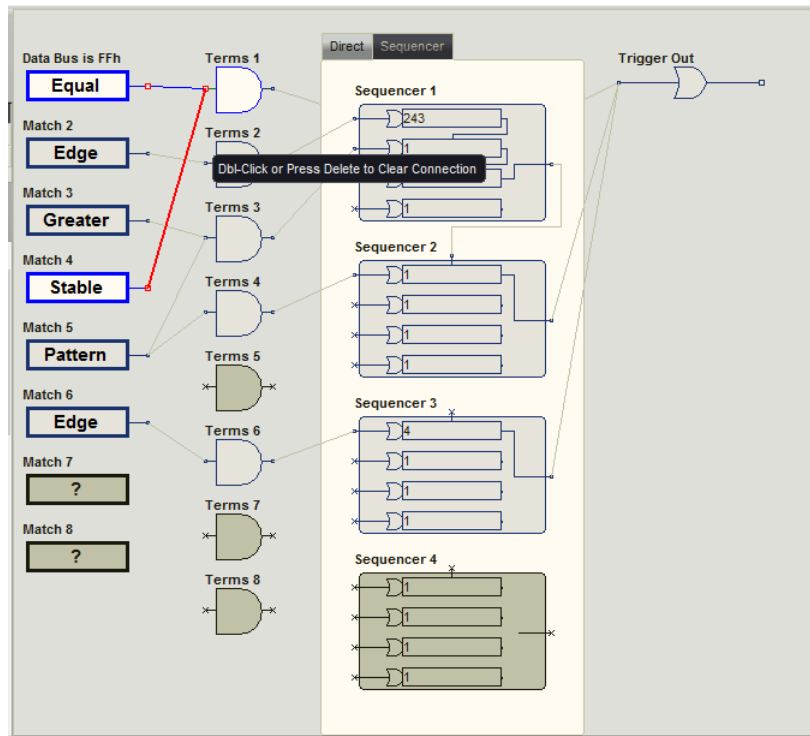 Direct Sequencer
Data Bus is FFh
Terms 1
Trigger Out
Equal
Sequencer 1
Match 2
243
Terms 2
Edge
1
Dbl-Click or Press Delete to Clear Connection
Match 3
Terms 3
1
Greater
Match 4
Sequencer 2
Terms 4
1
Stable
1
Match 5
1
Pattern
Terms 5
1
Match 6
Sequencer 3
Edge
Terms 6
4
1
Match 7
1
?
Terms 7
1
Match 8
?
Sequencer 4
Terms 8
1
1
1
1